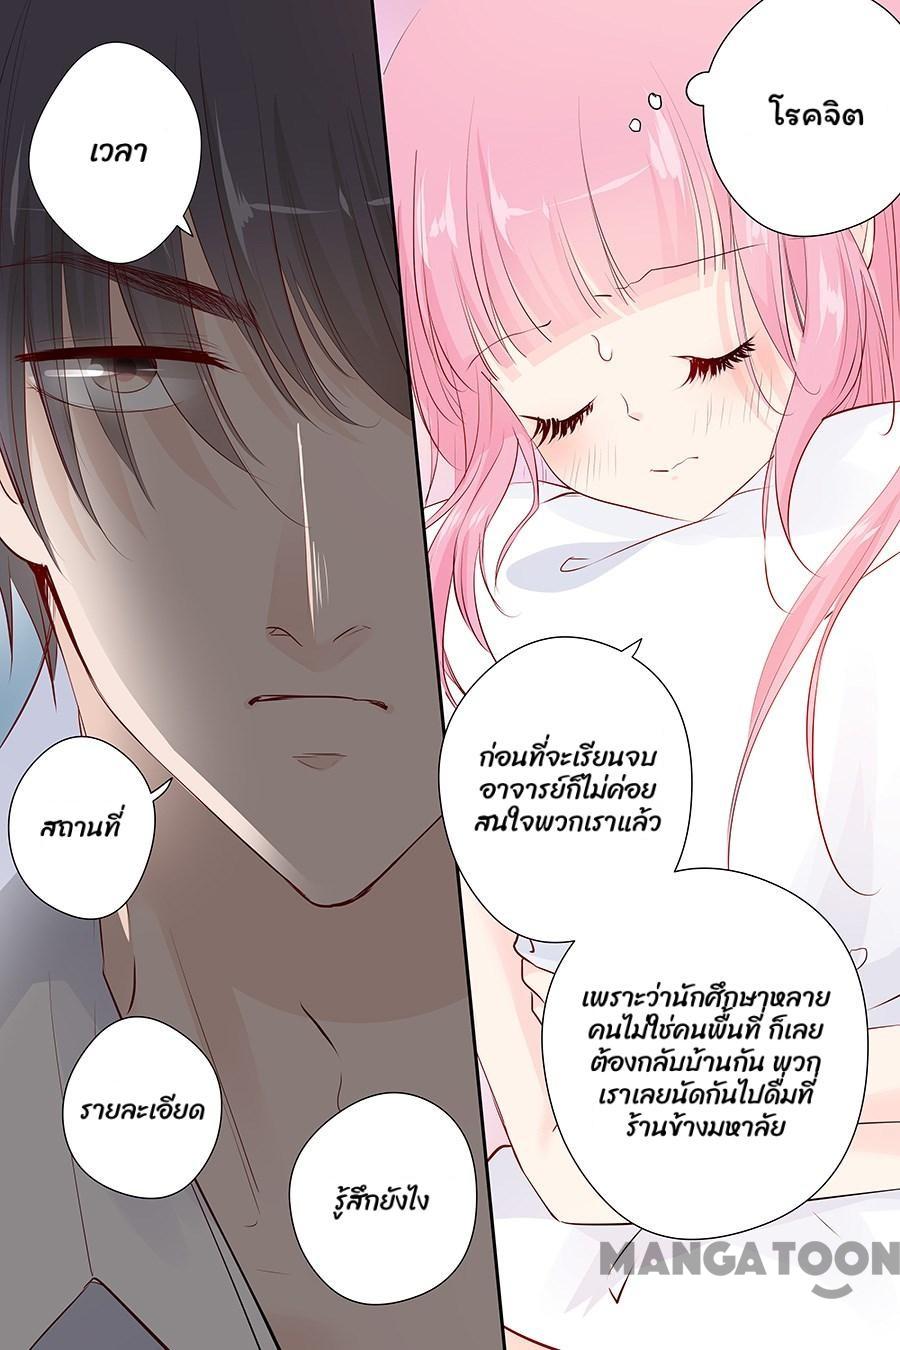 เวลา
สถานที่
รายละเอียด
รู้สึกยังไง
โรคจิต
ก่อนที่จะเรียนจบ
อาจารย์ก็ไม่ค่อย
สนใจพวกเราแล้ว
เพราะว่านักศึกษาหลาย
คนไม่ใช่คนพื้นที่ ก็เลย
ต้องกลับบ้านกัน พวก
เราเลยนัดกันไปดื่มที่
ร้านข้างมหาลัย
MANGATOON